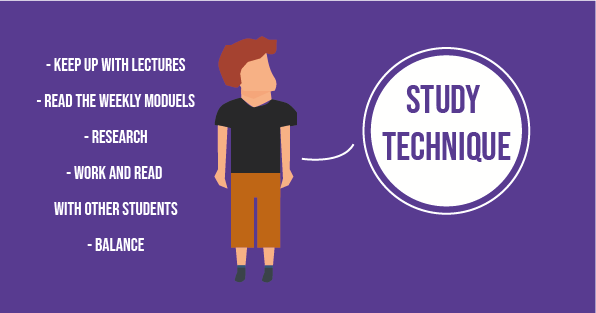 - KEEP UP WITH LECTURES
- READ THE WEEKLY MODUELS
- RESEARCH
- WORK AND READ
WITH OTHER STUDENTS
- BALANCE
STUDY
TECHNIQUE